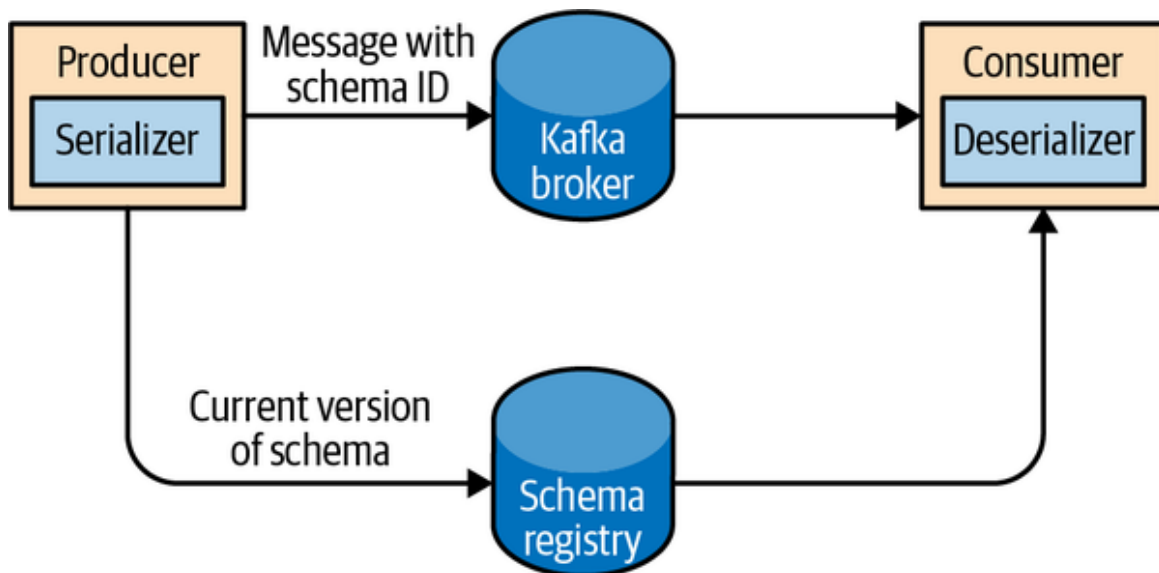 Producer
Serializer
Message with
schema ID
Kafka
broker
Consumer
Deserializer
Current version
of schema
Schema
registry